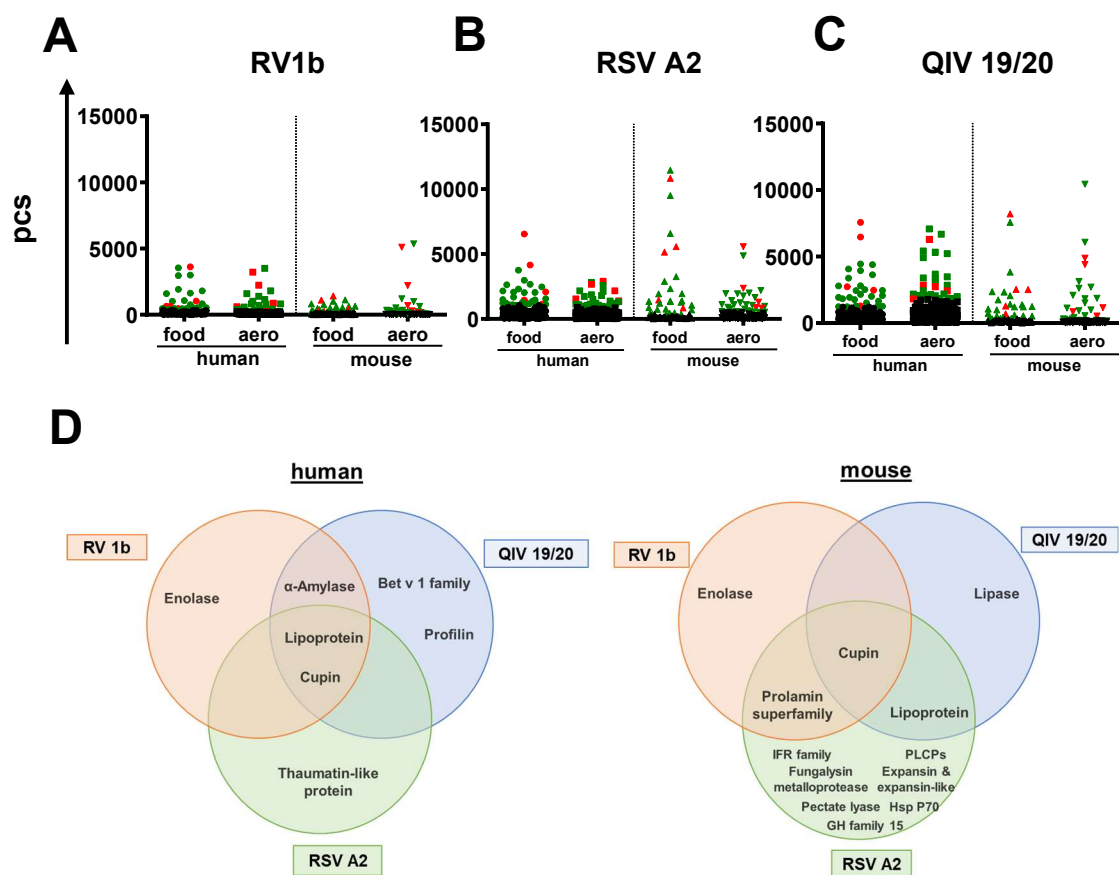 A
B
C
RV1b
RSV A2
QIV 19/20
pcs
15000
10000
5000
0
food
aero
food
aero
human
mouse
15000
10000
5000
0
food
aero
food
aero
human
mouse
15000
10000
5000
0
food
aero
food
aero
human
mouse
D
human
RV 1b
QIV 19/20
α-Amylase
Bet v 1 family
Enolase
Lipoprotein
Profilin
Cupin
Thaumatin-like
protein
RSV A2
mouse
RV 1b
QIV 19/20
Enolase
Lipase
Cupin
Prolamin
superfamily
Lipoprotein
IFR family
PLCPs
Fungalysin
metalloprotease
Expansin &
expansin-like
Pectate lyase
Hsp P70
GH family 15
RSV A2